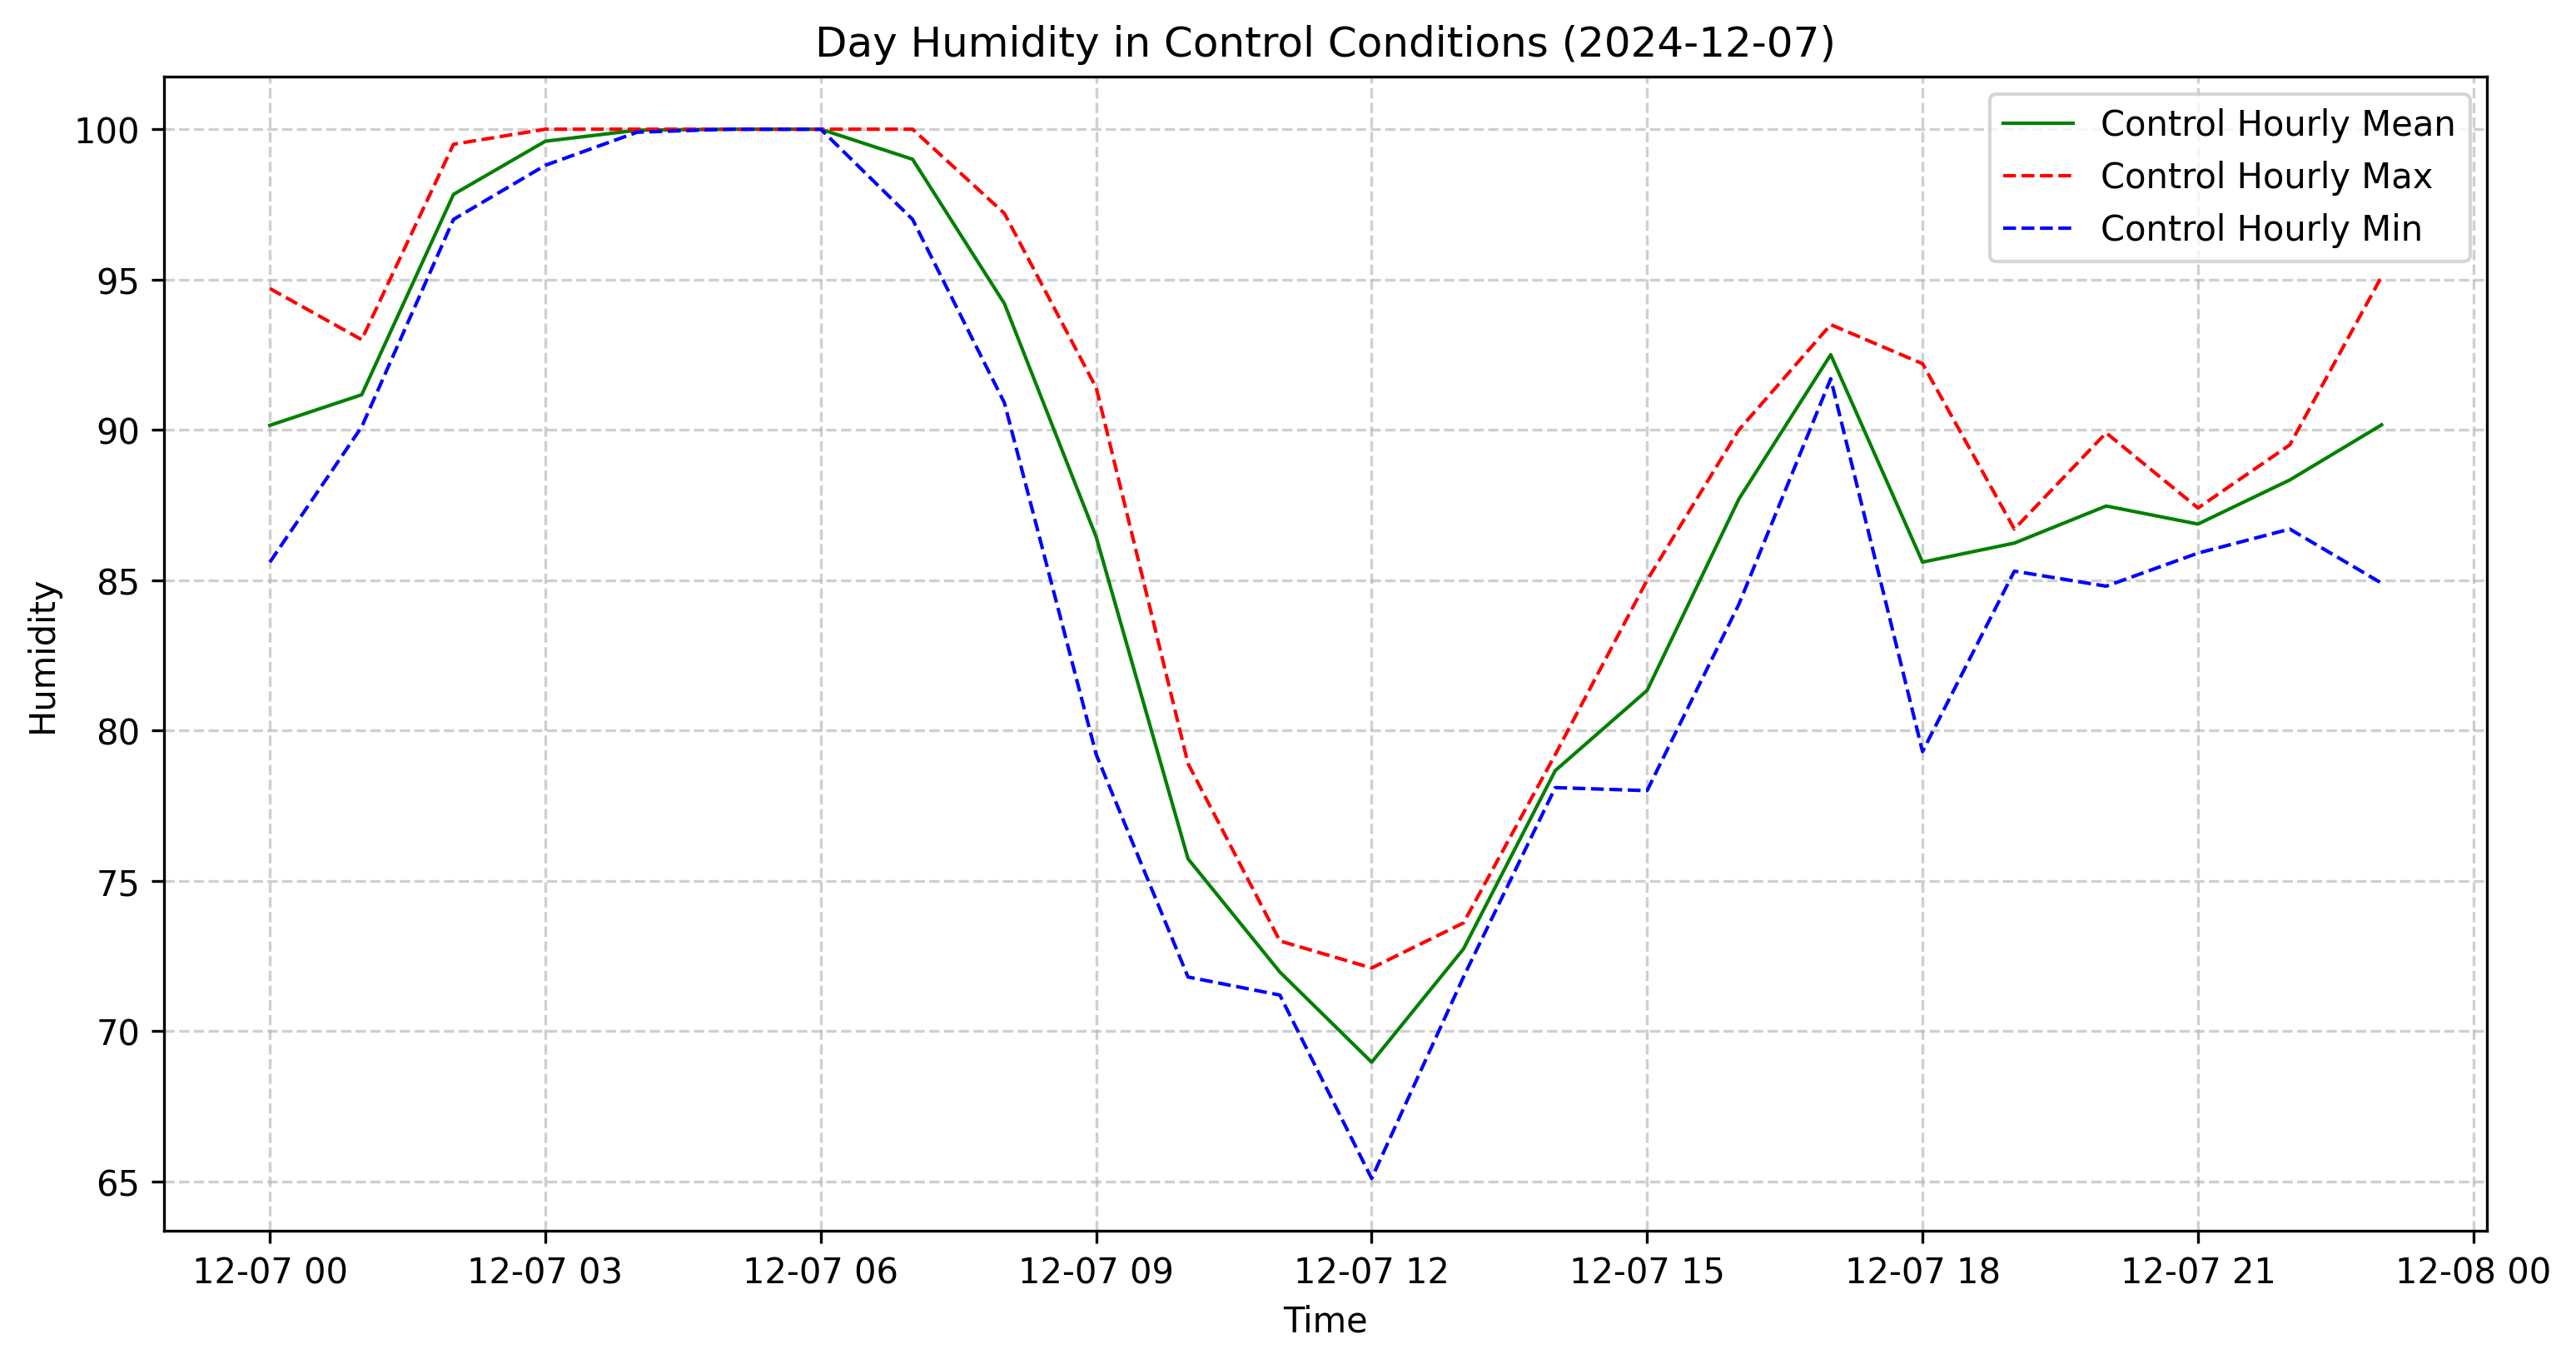 Day Humidity in Control Conditions (2024-12-07)
Control Hourly Mean
Control Hourly Max
Control Hourly Min
100
95
90
85
80
75
70
65
Humidity
12-07 00
12-07 03
12-07 06
12-07 09
12-07 12
12-07 15
12-07 18
12-07 21
12-08 00
Time